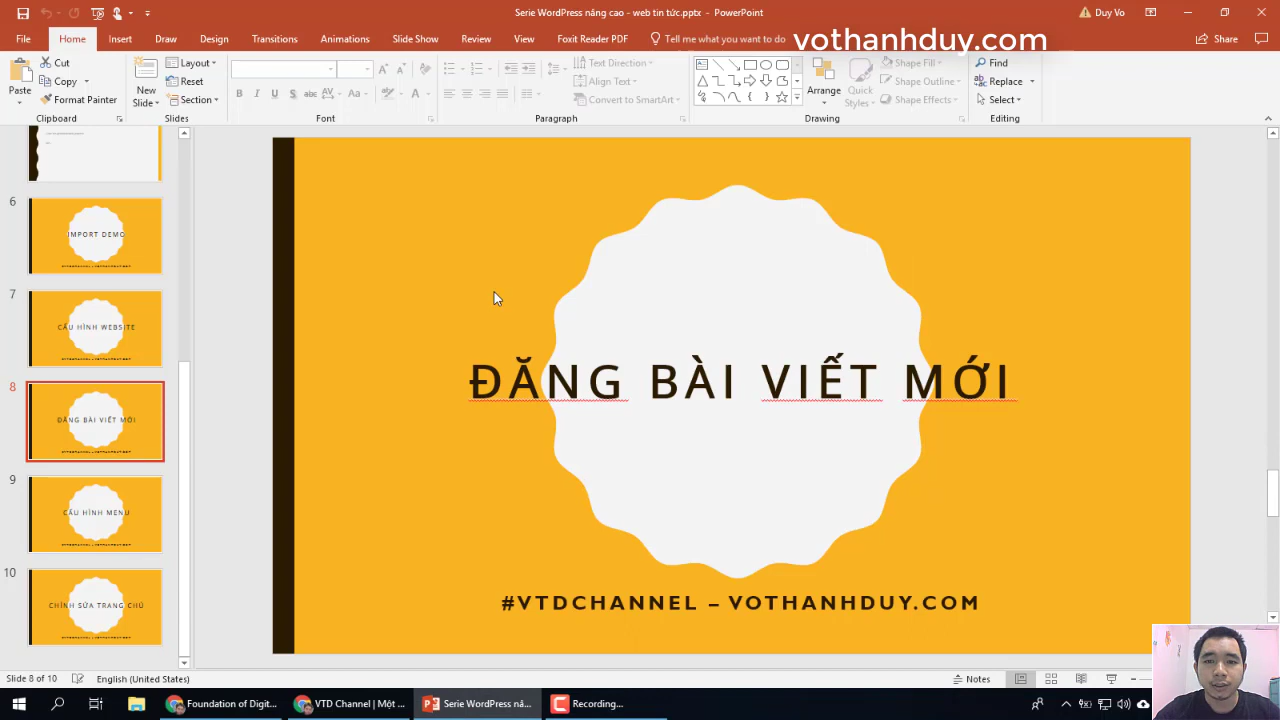 Serie WordPress nâng cao - web tin tức.pptx - PowerPoint
Duy Vo
File Home Insert Draw Design Transitions Animations Slide Show Review View Foxit Reader PDF Tell me what you want to do
vothanhduy.com
Share
Paste
Cut
Copy
Format Painter
Clipboard
New Slide
Layout
Reset
Section
Slides
Font
Text Direction
Align Text
Convert to SmartArt
Paragraph
Arrange
Quick Styles
Shape Fill
Shape Outline
Shape Effects
Drawing
Find
Replace
Select
Editing
6
IMPORT DEMO
7
CẤU HÌNH WEBSITE
8
ĐĂNG BÀI VIẾT MỚI
9
CẤU HÌNH MENU
10
CHỈNH SỬA TRANG CHỦ
ĐĂNG BÀI VIẾT MỚI
#VTDCHANNEL – VOTHANHDUY.COM
Slide 8 of 10
English (United States)
Notes
Foundation of Digit...
VTD Channel | Một ...
Serie WordPress nâ...
Recording...